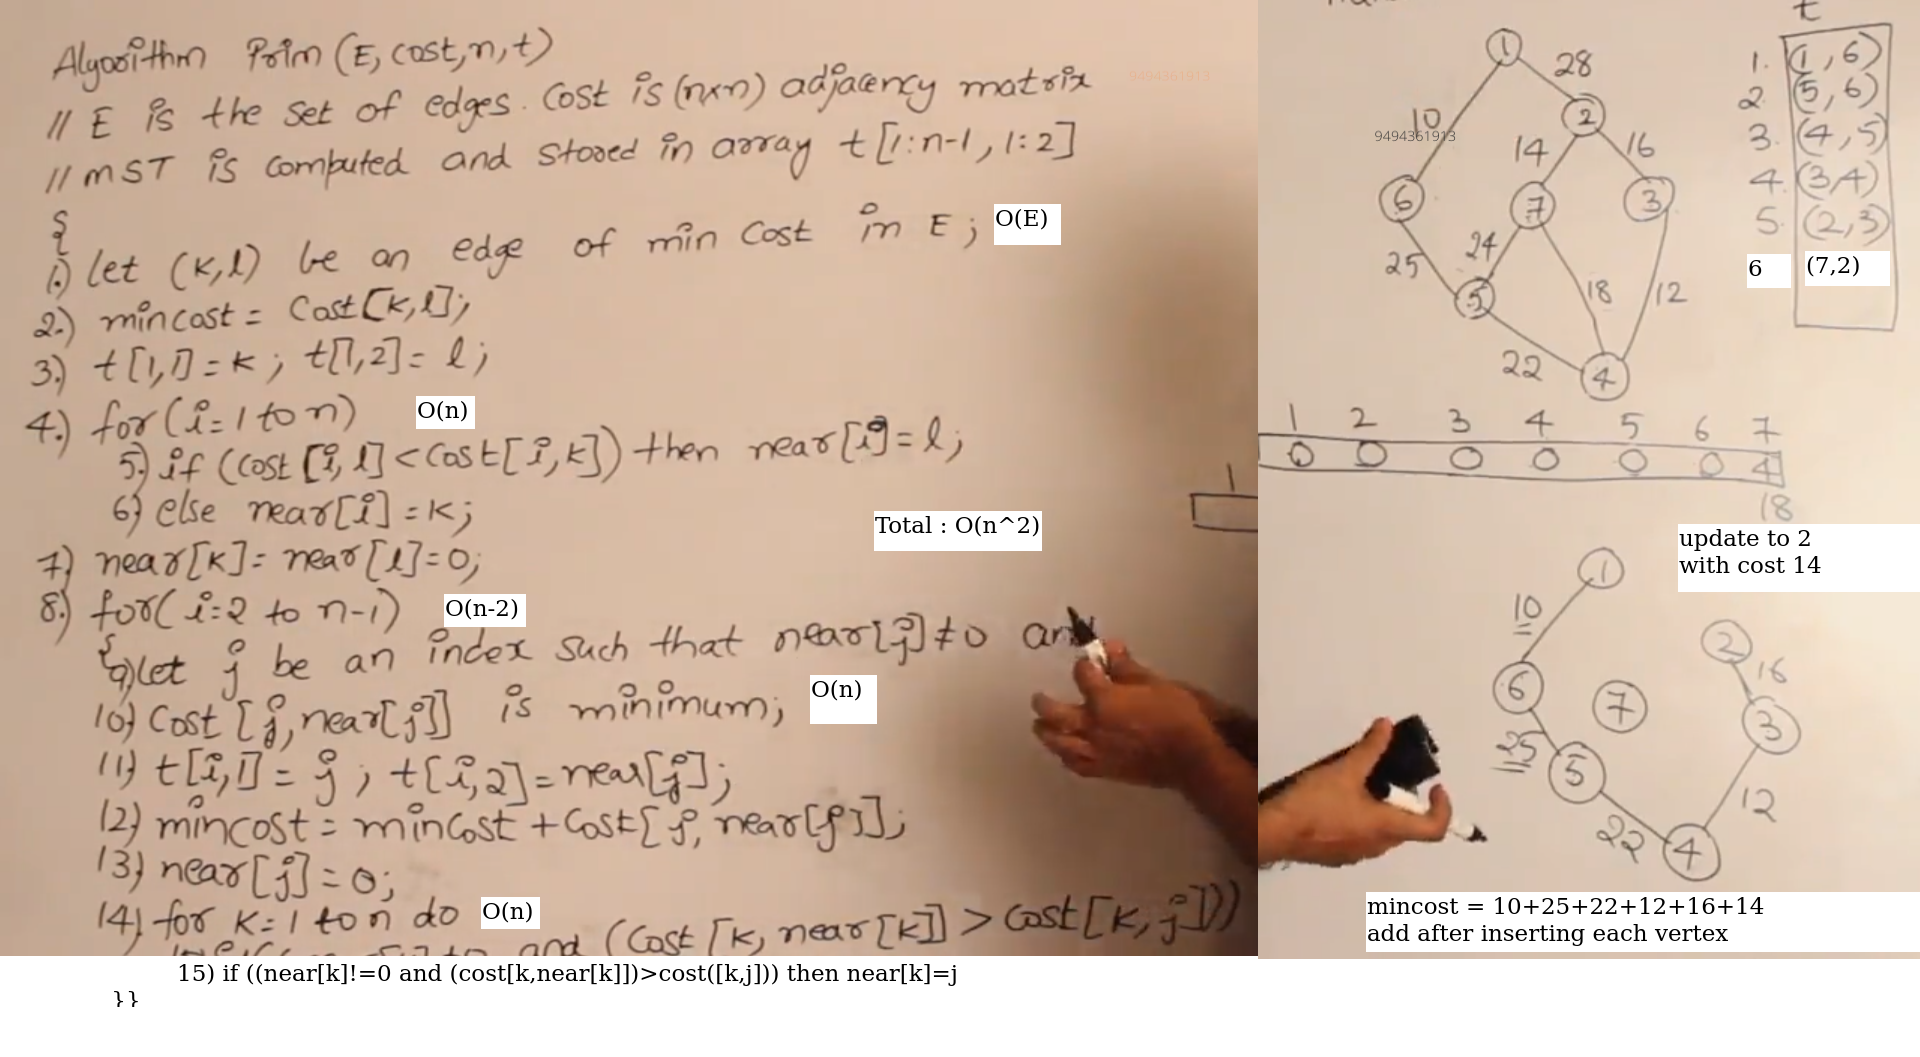 Algorithm Prim (E, cost, n, t)
9494361913
// E is the set of edges. Cost is (n×n) adjacency matrix
// MST is computed and stored in array t [1:n-1, 1:2]
{
1.) Let (k,l) be an edge of min cost in E; O(E)
2.) mincost = Cost[k,l];
3.) t[1,1] = k; t[1,2] = l;
4.) for (i=1 to n) O(n)
5.) if (cost[i,l] < cost[i,k]) then near[i] = l;
6) else near[i] = k;
Total : O(n^2)
7) near[k] = near[l] = 0;
8.) for( i=2 to n-1) O(n-2)
{
9) let j be an index such that near[j] ≠ 0 and
10) Cost [j, near[j]] is minimum; O(n)
11) t[i,1] = j; t[i,2] = near[j];
12) mincost = mincost + cost[j, near[j]];
13) near[j] = 0;
14) for k=1 to n do O(n)
and (cost [k, near[k]] > cost[k,j]))
15) if ((near[k]!=0 and (cost[k,near[k]])>cost([k,j])) then near[k]=j
}}
1
t
1. (1, 6)
2. (5, 6)
3. (4, 5)
4. (3,4)
5. (2,3)
6 (7,2)
1
28
10
9494361913
2
14
16
6
7
3
24
25
5
18
12
22
4
1 2 3 4 5 6 7
0 0 0 0 0 0 4
18
update to 2
with cost 14
1
10
2
16
6
7
3
25
5
12
22
4
mincost = 10+25+22+12+16+14
add after inserting each vertex